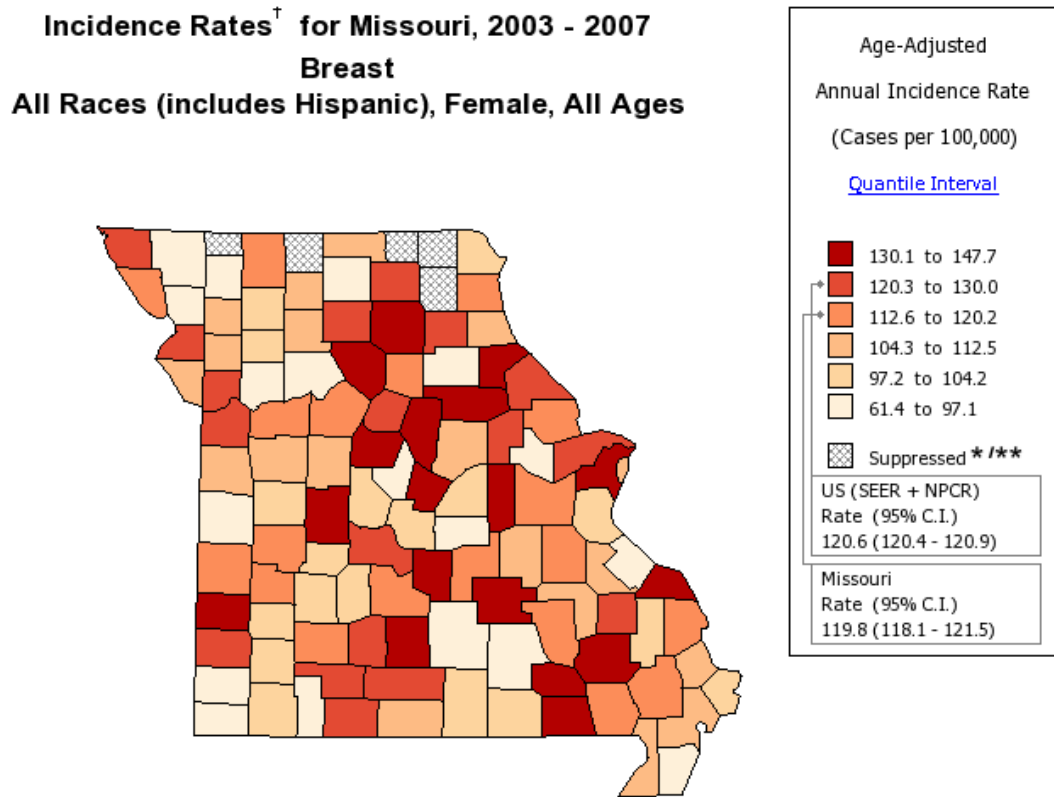 Incidence Rates† for Missouri, 2003 - 2007
Breast
All Races (includes Hispanic), Female, All Ages
Age-Adjusted
Annual Incidence Rate
(Cases per 100,000)
Quantile Interval
130.1 to 147.7
120.3 to 130.0
112.6 to 120.2
104.3 to 112.5
97.2 to 104.2
61.4 to 97.1
Suppressed */**
US (SEER + NPCR)
Rate (95% C.I.)
120.6 (120.4 - 120.9)
Missouri
Rate (95% C.I.)
119.8 (118.1 - 121.5)